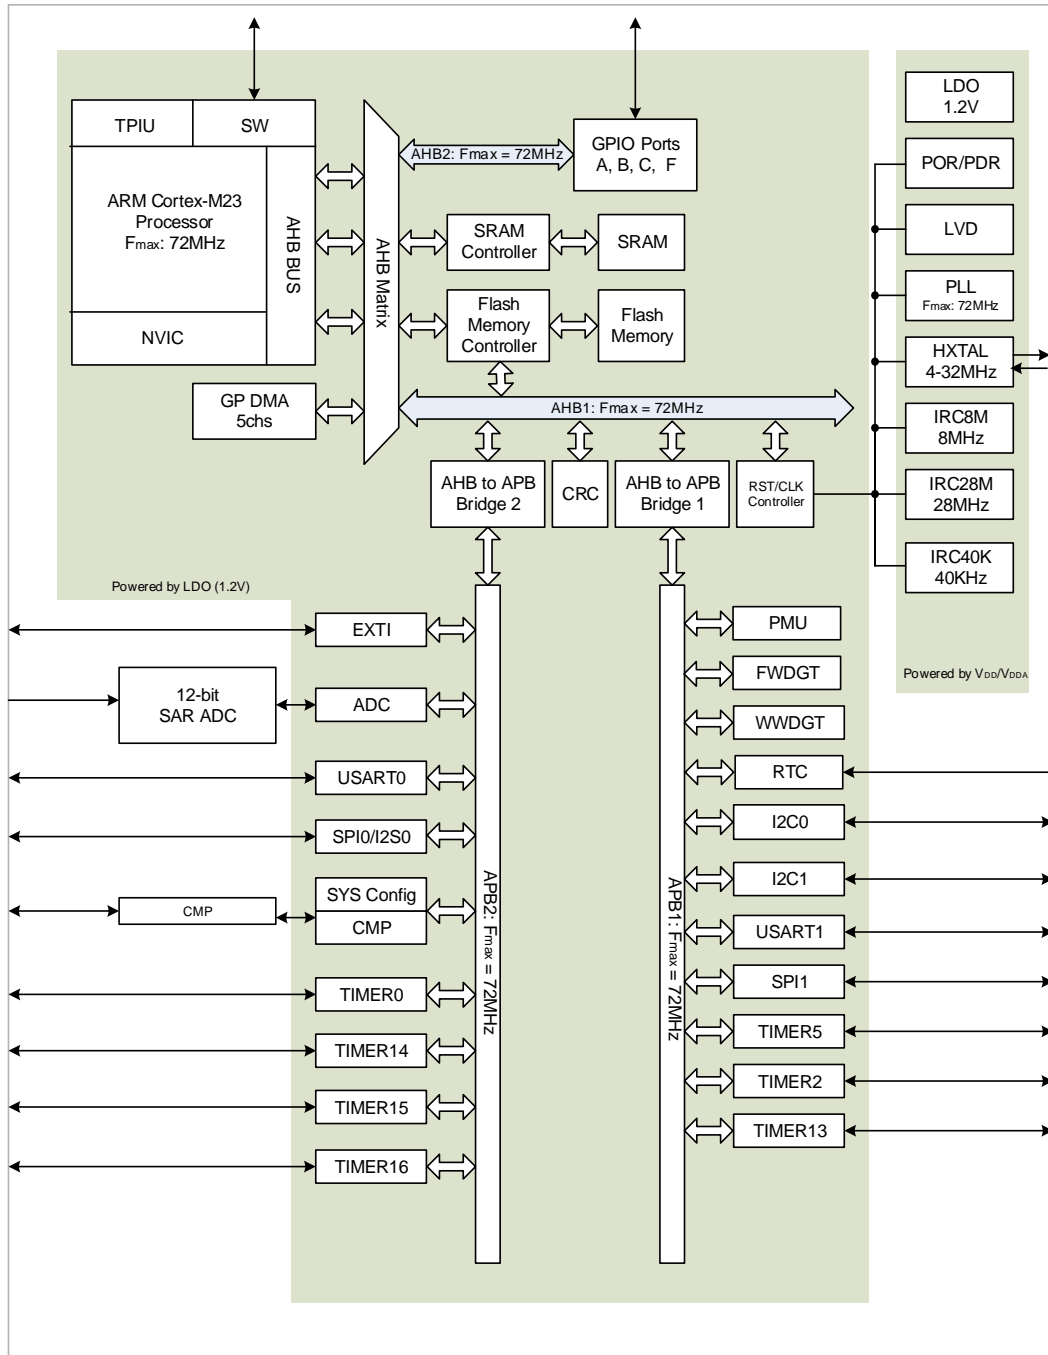 TPIU
SW
ARM Cortex-M23
Processor
Fmax: 72MHz
NVIC
AHB BUS
GP DMA
5chs
AHB Matrix
AHB2: Fmax = 72MHz
GPIO Ports
A, B, C, F
SRAM
Controller
SRAM
Flash
Memory
Controller
Flash
Memory
AHB1: Fmax = 72MHz
AHB to APB
Bridge 2
CRC
AHB to APB
Bridge 1
RST/CLK
Controller
LDO
1.2V
POR/PDR
LVD
PLL
Fmax: 72MHz
HXTAL
4-32MHz
IRC8M
8MHz
IRC28M
28MHz
IRC40K
40KHz
Powered by VDD/VDDA
Powered by LDO (1.2V)
EXTI
12-bit
SAR ADC
ADC
USART0
SPI0/I2S0
CMP
SYS Config
CMP
TIMER0
TIMER14
TIMER15
TIMER16
APB2: Fmax = 72MHz
APB1: Fmax = 72MHz
PMU
FWDGT
WWDGT
RTC
I2C0
I2C1
USART1
SPI1
TIMER5
TIMER2
TIMER13